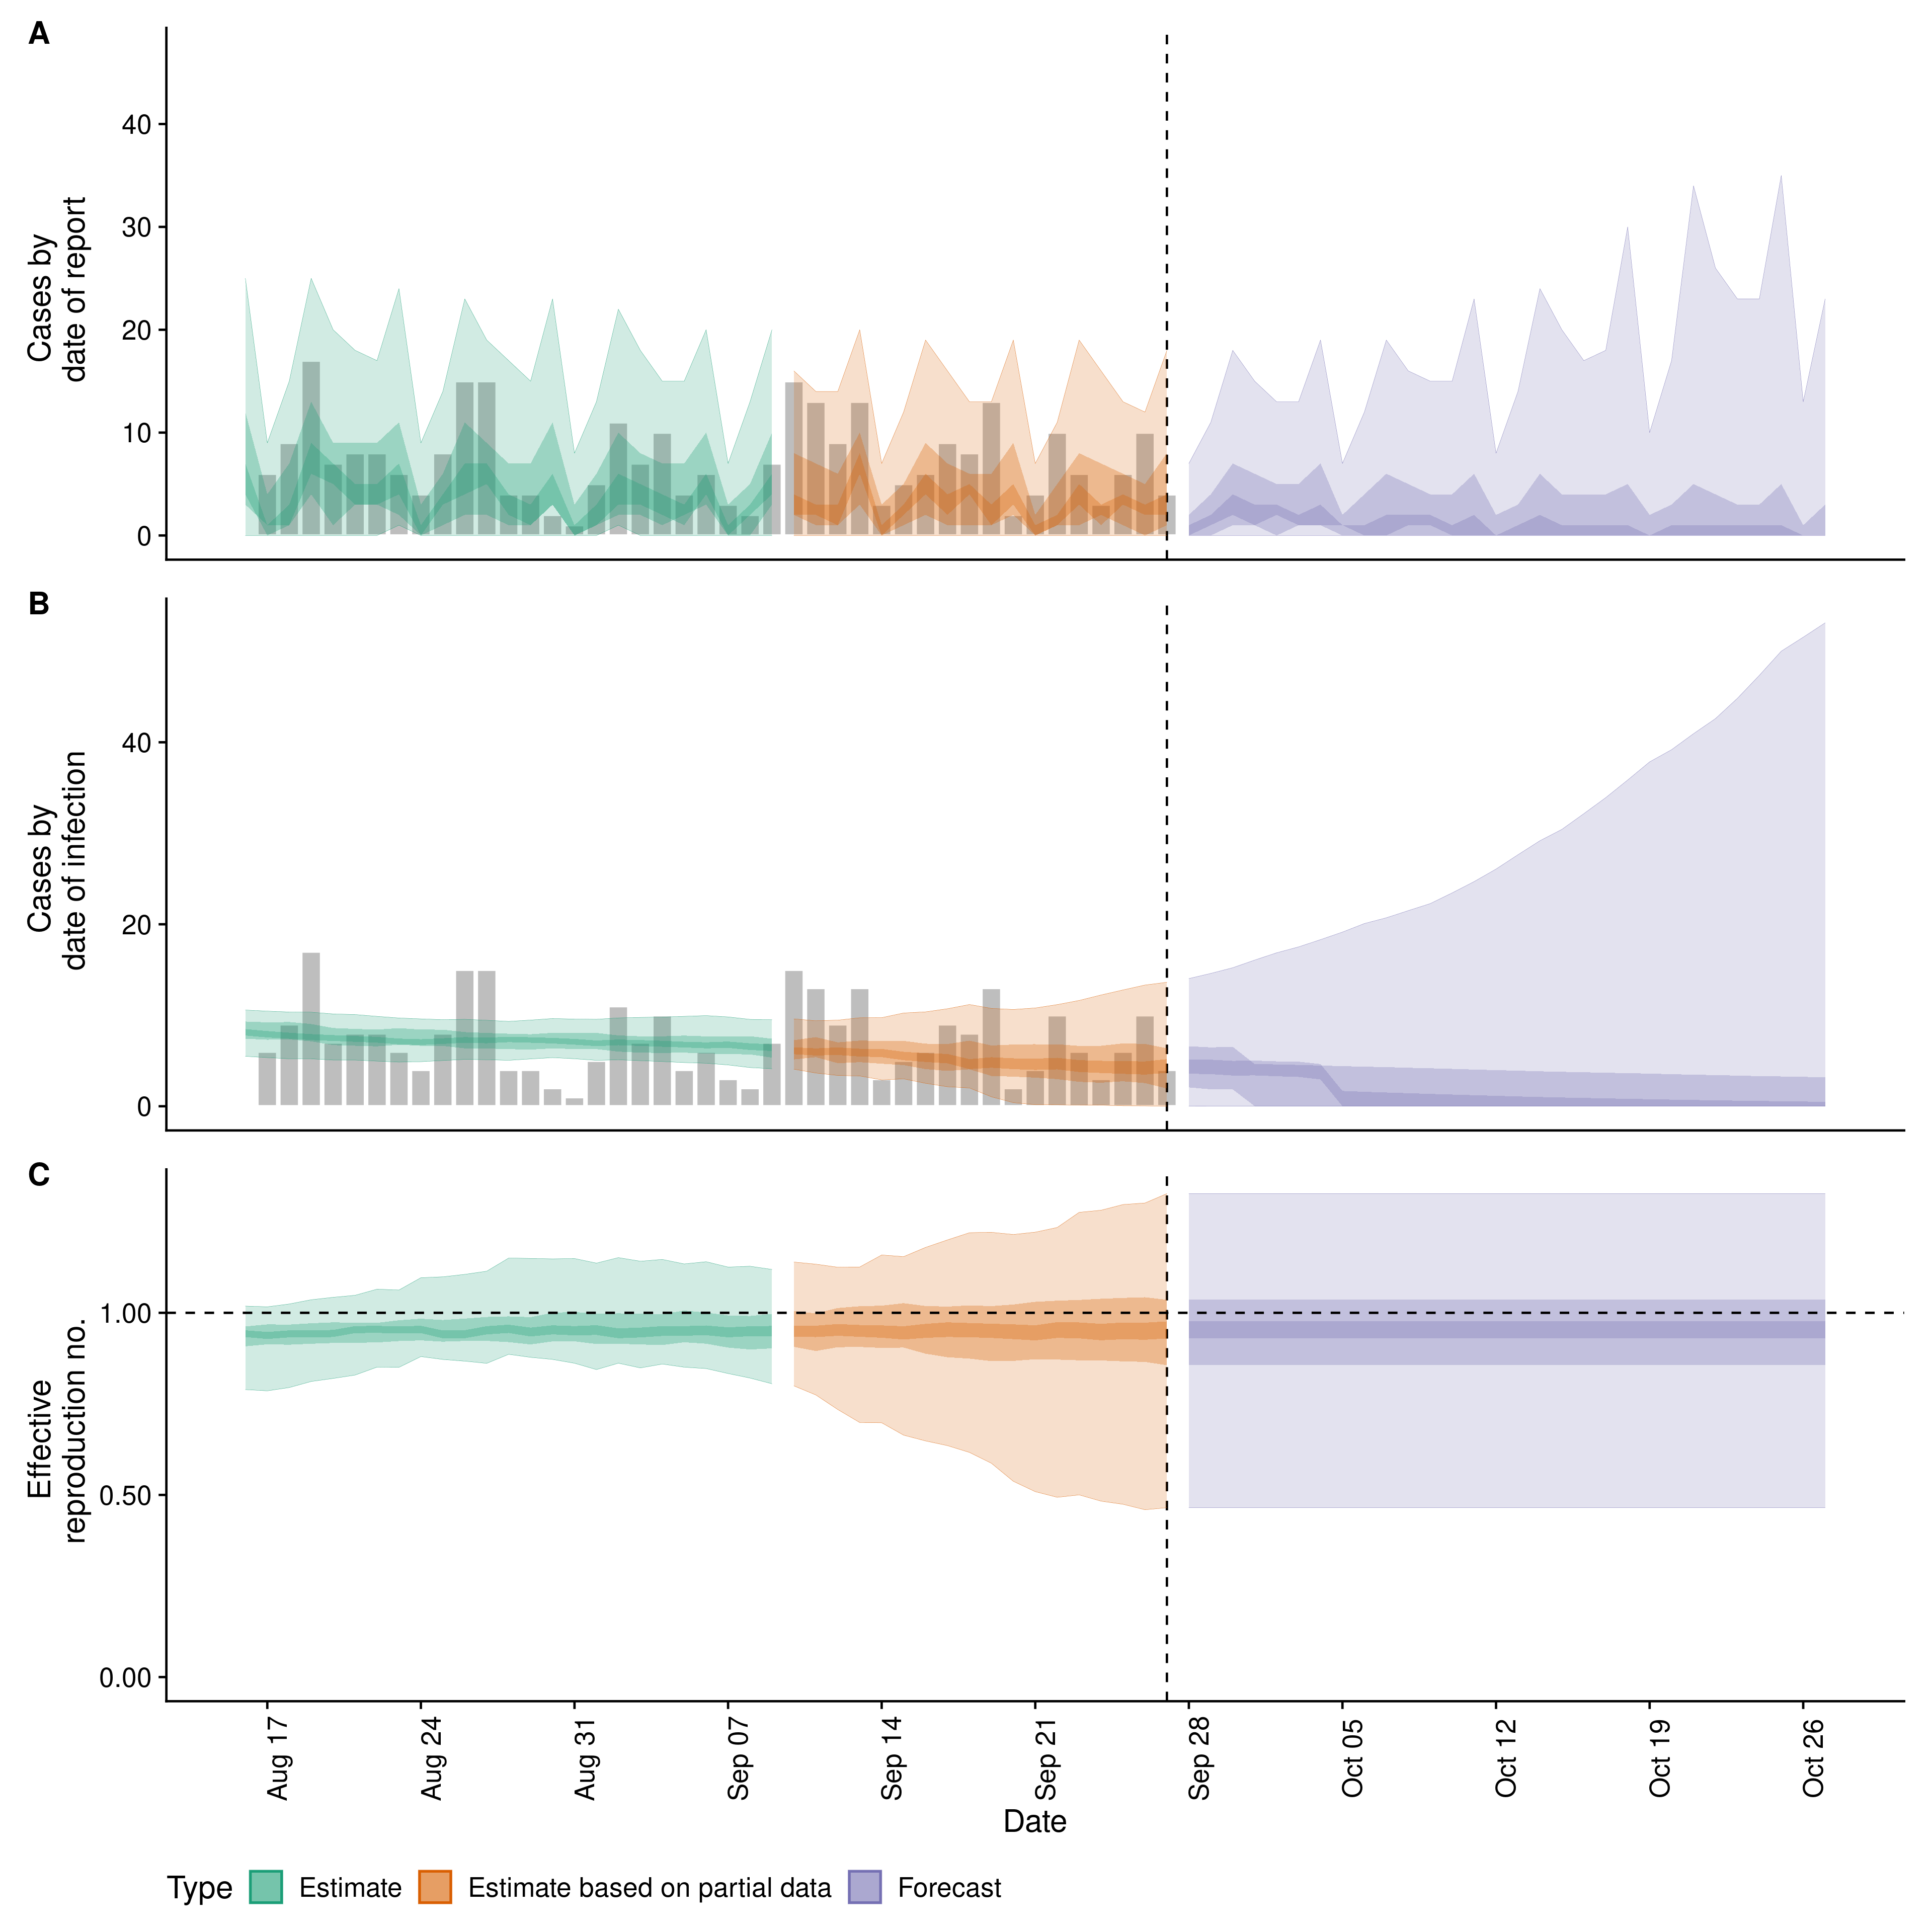 A
Cases by
date of report
40
30
20
10
0
B
Cases by
date of infection
40
20
0
C
Effective
reproduction no.
1.00
0.50
0.00
Aug 17
Aug 24
Aug 31
Sep 07
Sep 14
Sep 21
Sep 28
Oct 05
Oct 12
Oct 19
Oct 26
Date
Type Estimate Estimate based on partial data Forecast